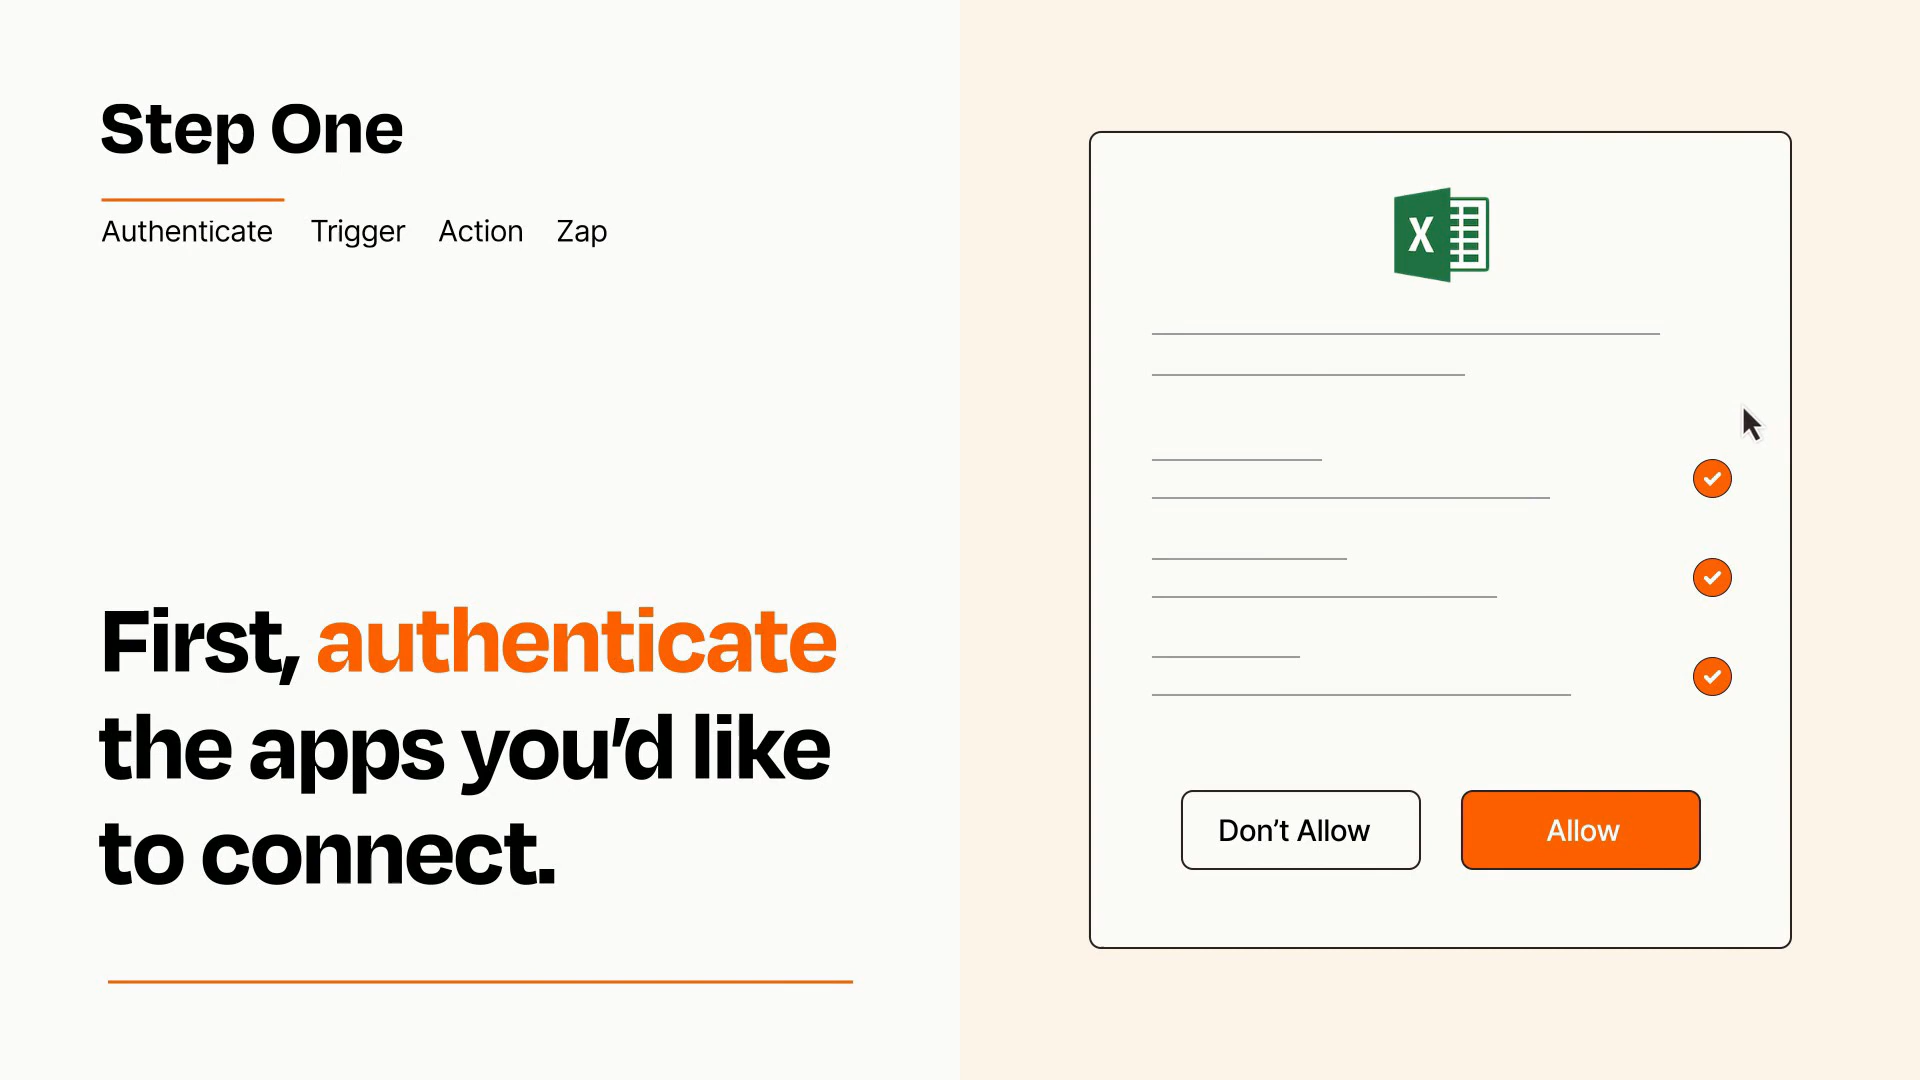 Step One
Authenticate Trigger Action Zap
First, authenticate
the apps you’d like
to connect.
X
Don’t Allow
Allow